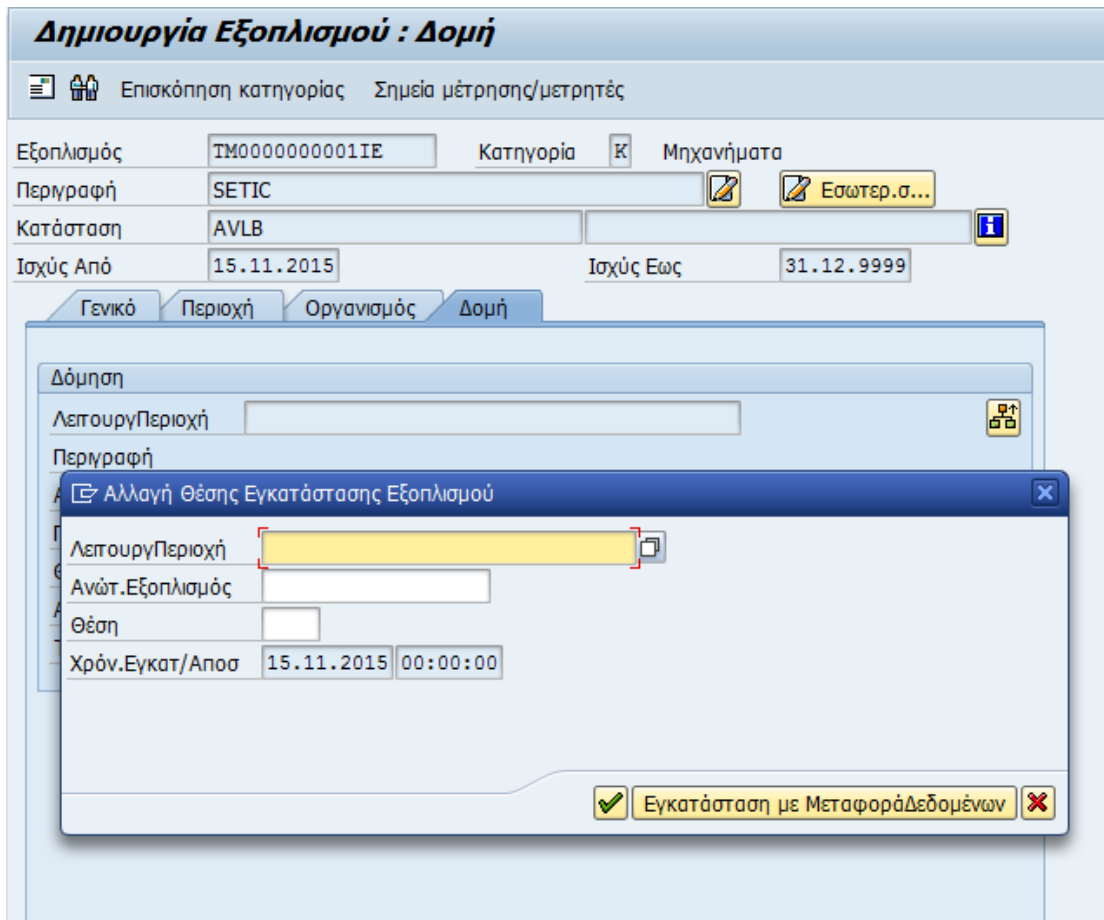 Δημιουργία Εξοπλισμού : Δομή
Επισκόπηση κατηγορίας Σημεία μέτρησης/μετρητές
Εξοπλισμός TM0000000001IE Κατηγορία K Μηχανήματα
Περιγραφή SETIC Εσωτερ.σ...
Κατάσταση AVLB
Ισχύς Από 15.11.2015 Ισχύς Εως 31.12.9999
Γενικό Περιοχή Οργανισμός Δομή
Δόμηση
ΛειτουργΠεριοχή
Περιγραφή
Αλλαγή Θέσης Εγκατάστασης Εξοπλισμού
ΛειτουργΠεριοχή
Ανώτ.Εξοπλισμός
Θέση
Χρόν.Εγκατ/Αποσ 15.11.2015 00:00:00
Εγκατάσταση με ΜεταφοράΔεδομένων